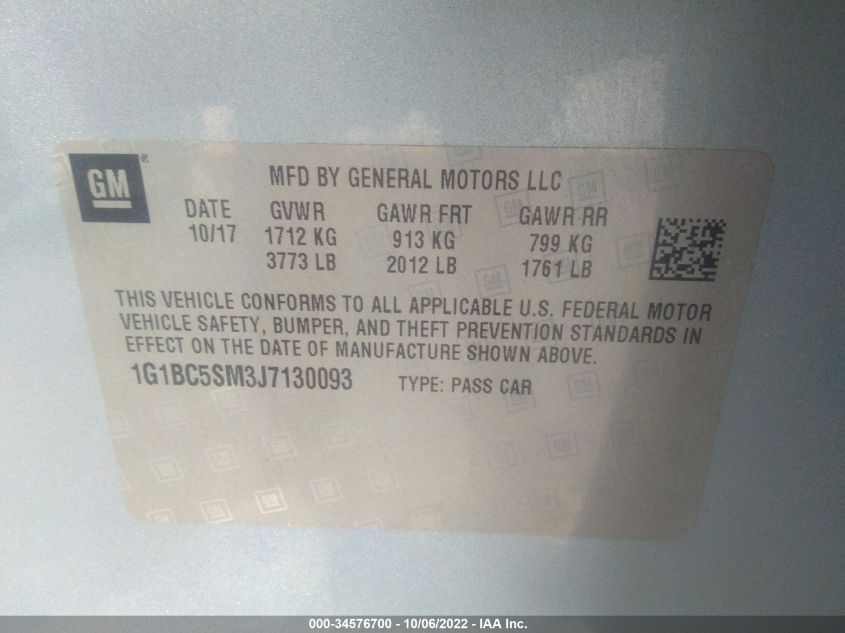 GM®
MFD BY GENERAL MOTORS LLC
DATE GVWR GAWR FRT GAWR RR
10/17 1712 KG 913 KG 799 KG
3773 LB 2012 LB 1761 LB
THIS VEHICLE CONFORMS TO ALL APPLICABLE U.S. FEDERAL MOTOR
VEHICLE SAFETY, BUMPER, AND THEFT PREVENTION STANDARDS IN
EFFECT ON THE DATE OF MANUFACTURE SHOWN ABOVE.
1G1BC5SM3J7130093 TYPE: PASS CAR
000-34576700 - 10/06/2022 - IAA Inc.